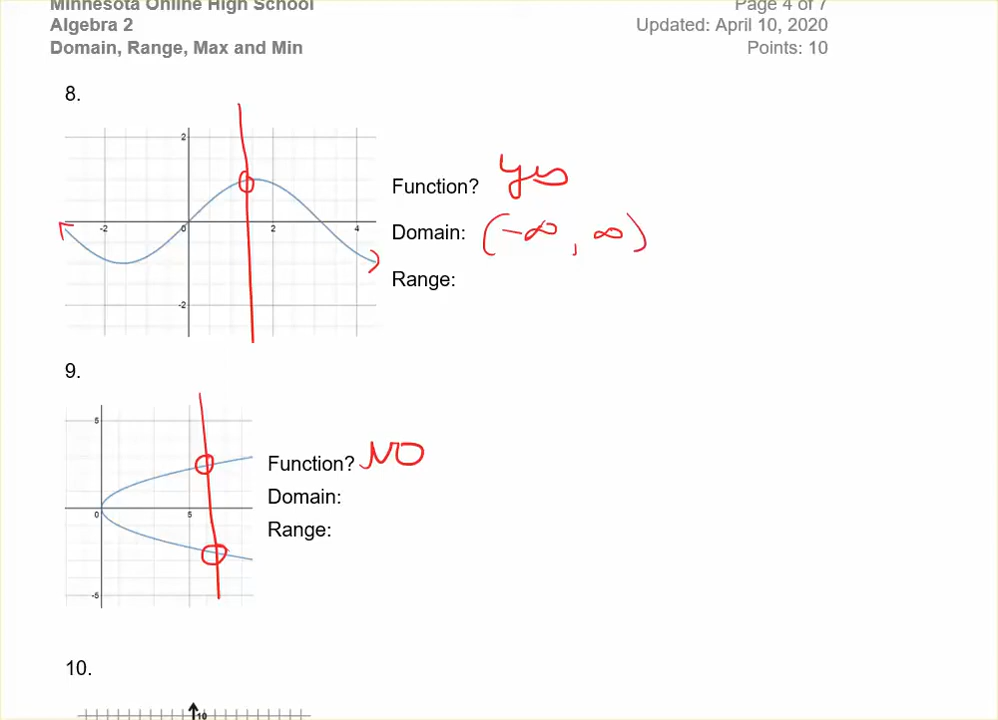 Minnesota Online High School
Page 4 of 7
Algebra 2
Updated: April 10, 2020
Domain, Range, Max and Min
Points: 10
8.
2
-2
0
2
4
-2
Function? yes
Domain: (-∞, ∞)
Range:
9.
5
0
5
-5
Function? NO
Domain:
Range:
10.
10